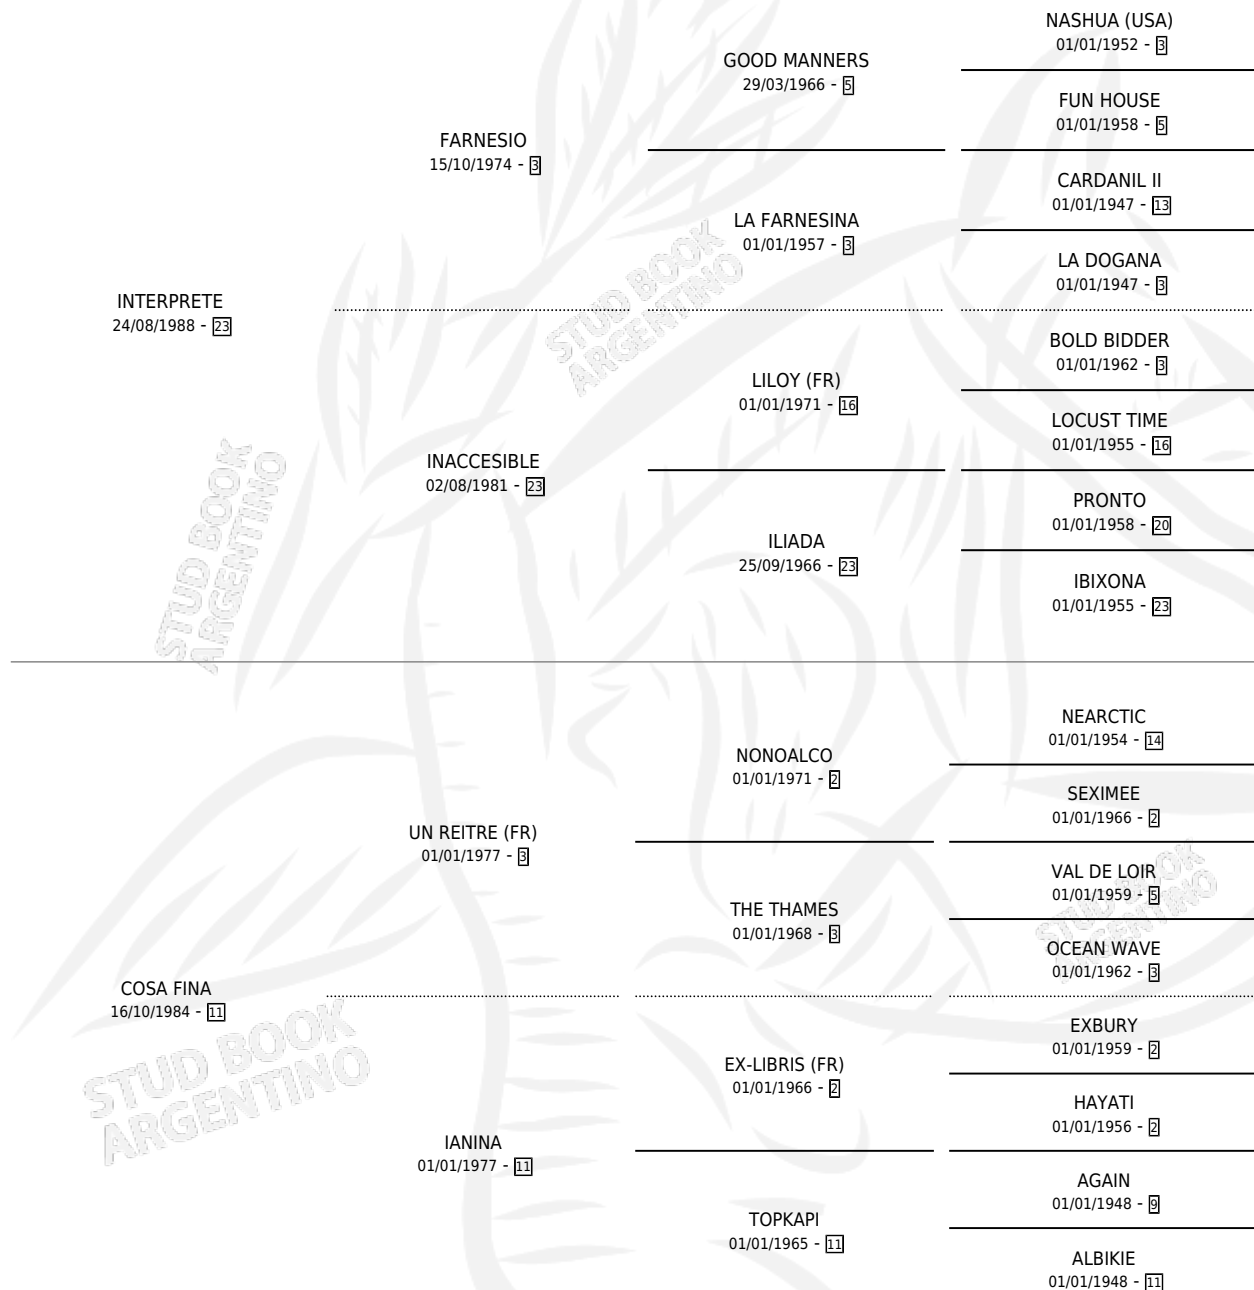 NASHUA (USA)
01/01/1952 - 3
GOOD MANNERS
29/03/1966 - 5
FUN HOUSE
01/01/1958 - 5
FARNESIO
15/10/1974 - 3
CARDANIL II
01/01/1947 - 13
LA FARNESINA
01/01/1957 - 3
LA DOGANA
01/01/1947 - 3
INTERPRETE
24/08/1988 - 23
BOLD BIDDER
01/01/1962 - 3
LILOY (FR)
01/01/1971 - 16
LOCUST TIME
01/01/1955 - 16
INACCESIBLE
02/08/1981 - 23
PRONTO
01/01/1958 - 20
ILIADA
25/09/1966 - 23
IBIXONA
01/01/1955 - 23
NEARCTIC
01/01/1954 - 14
NONOALCO
01/01/1971 - 2
SEXIMEE
01/01/1966 - 2
UN REITRE (FR)
01/01/1977 - 3
VAL DE LOIR
01/01/1959 - 5
THE THAMES
01/01/1968 - 3
OCEAN WAVE
01/01/1962 - 3
COSA FINA
16/10/1984 - 11
EXBURY
01/01/1959 - 2
EX-LIBRIS (FR)
01/01/1966 - 2
HAYATI
01/01/1956 - 2
IANINA
01/01/1977 - 11
AGAIN
01/01/1948 - 9
TOPKAPI
01/01/1965 - 11
ALBIKIE
01/01/1948 - 11
STUD BOOK
ARGENTINO
STUD BOOK
ARGENTINO
STUD BOOK
ARGENTINO
STUD BOOK
ARGENTINO